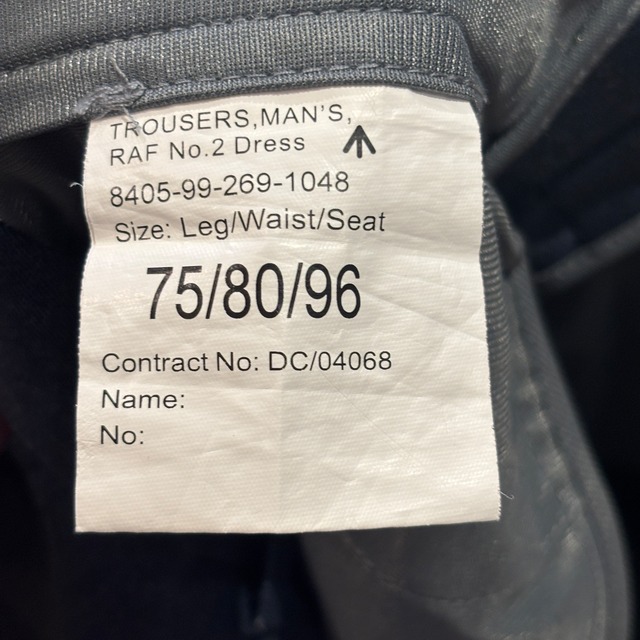 TROUSERS,MAN'S,
RAF No.2 Dress
8405-99-269-1048
Size: Leg/Waist/Seat
75/80/96
Contract No: DC/04068
Name:
No: